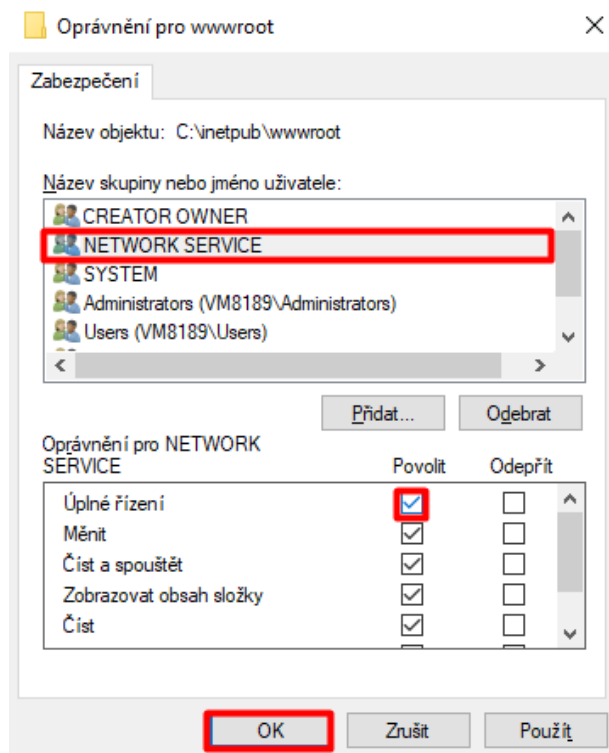 Oprávnění pro wwwroot
Zabezpečení
Název objektu: C:\inetpub\wwwroot
Název skupiny nebo jméno uživatele:
CREATOR OWNER
NETWORK SERVICE
SYSTEM
Administrators (VM8189\Administrators)
Users (VM8189\Users)
Přidat... Odebrat
Oprávnění pro NETWORK
SERVICE Povolit Odepřít
Úplné řízení
Měnit
Číst a spouštět
Zobrazovat obsah složky
Číst
OK Zrušit Použít